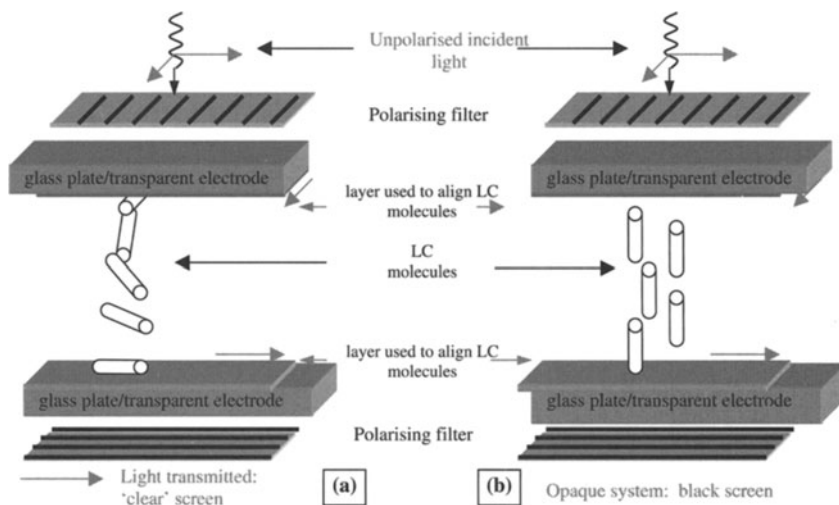 Unpolarised incident
light
Polarising filter
glass plate/transparent electrode
glass plate/transparent electrode
layer used to align LC
molecules
LC
molecules
layer used to align LC
molecules
glass plate/transparent electrode
glass plate/transparent electrode
Polarising filter
Light transmitted:
'clear' screen
(a)
(b)
Opaque system: black screen